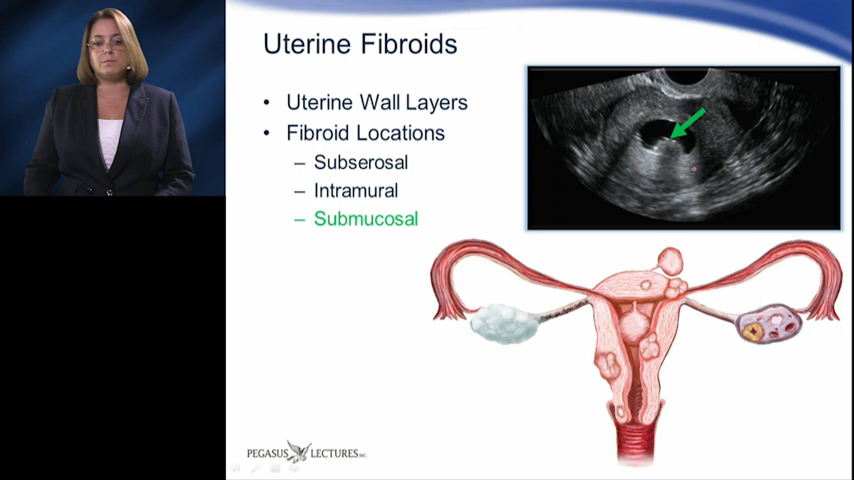 Uterine Fibroids
• Uterine Wall Layers
• Fibroid Locations
– Subserosal
– Intramural
– Submucosal
PEGASUS LECTURES INC.